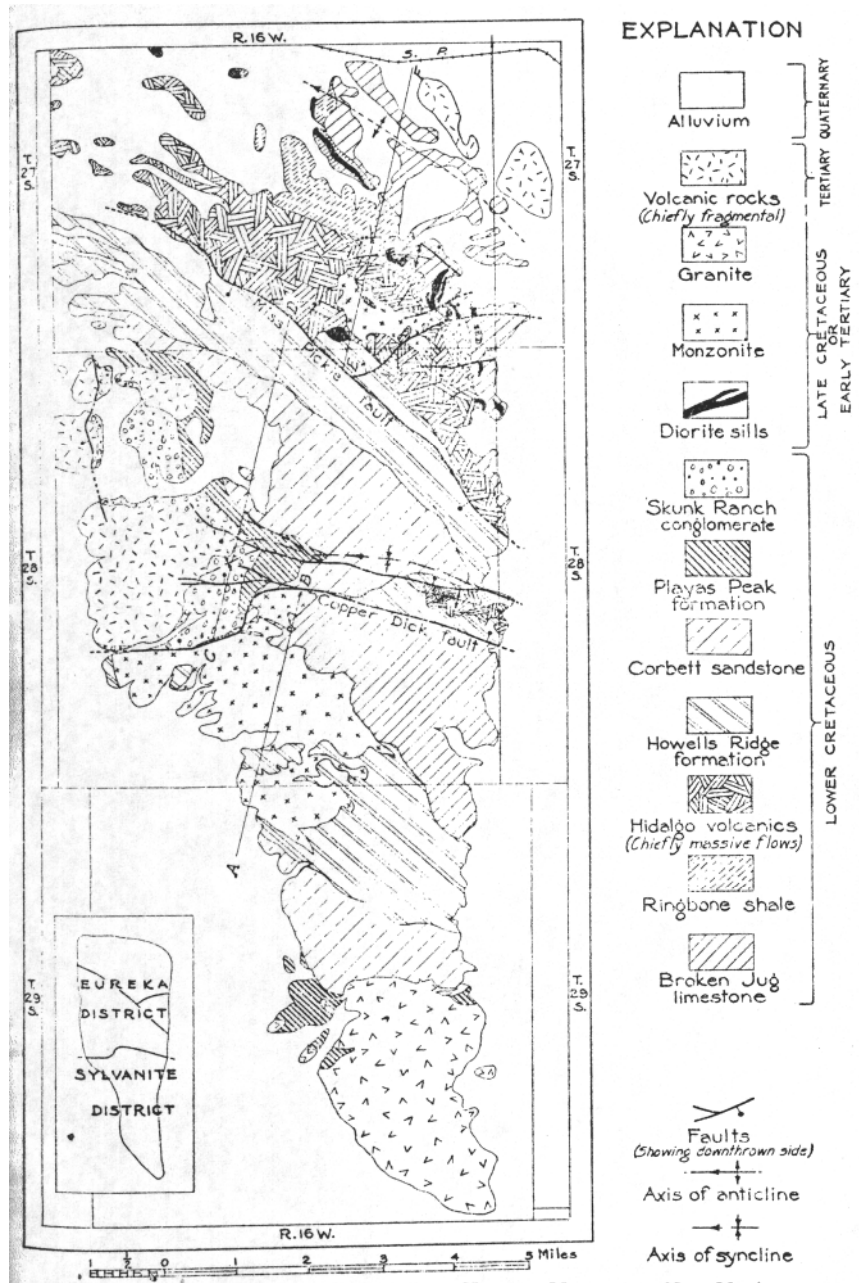 R. 16 W.
S. P.
T. 27 S.
T. 27 S.
fault
T. 28 S.
T. 28 S.
B
Copper Dick fault
C
A
T. 29 S.
T. 29 S.
EUREKA
DISTRICT
SYLVANITE
DISTRICT
R. 16 W.
1 ½ 0 1 2 3 4 5 Miles
EXPLANATION
Alluvium
QUATERNARY
Volcanic rocks
(Chiefly fragmental)
TERTIARY
Granite
Monzonite
Diorite sills
LATE CRETACEOUS
OR
EARLY TERTIARY
Skunk Ranch
conglomerate
Playas Peak
formation
Corbett sandstone
Howells Ridge
formation
Hidalgo volcanics
(Chiefly massive flows)
Ringbone shale
Broken Jug
limestone
LOWER CRETACEOUS
Faults
(Showing downthrown side)
Axis of anticline
Axis of syncline